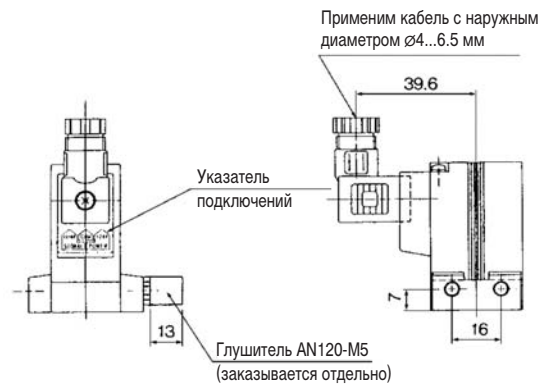 Применим кабель с наружным
диаметром ⌀4...6.5 мм
39.6
Указатель
подключений
7
16
13
Глушитель AN120-M5
(заказывается отдельно)